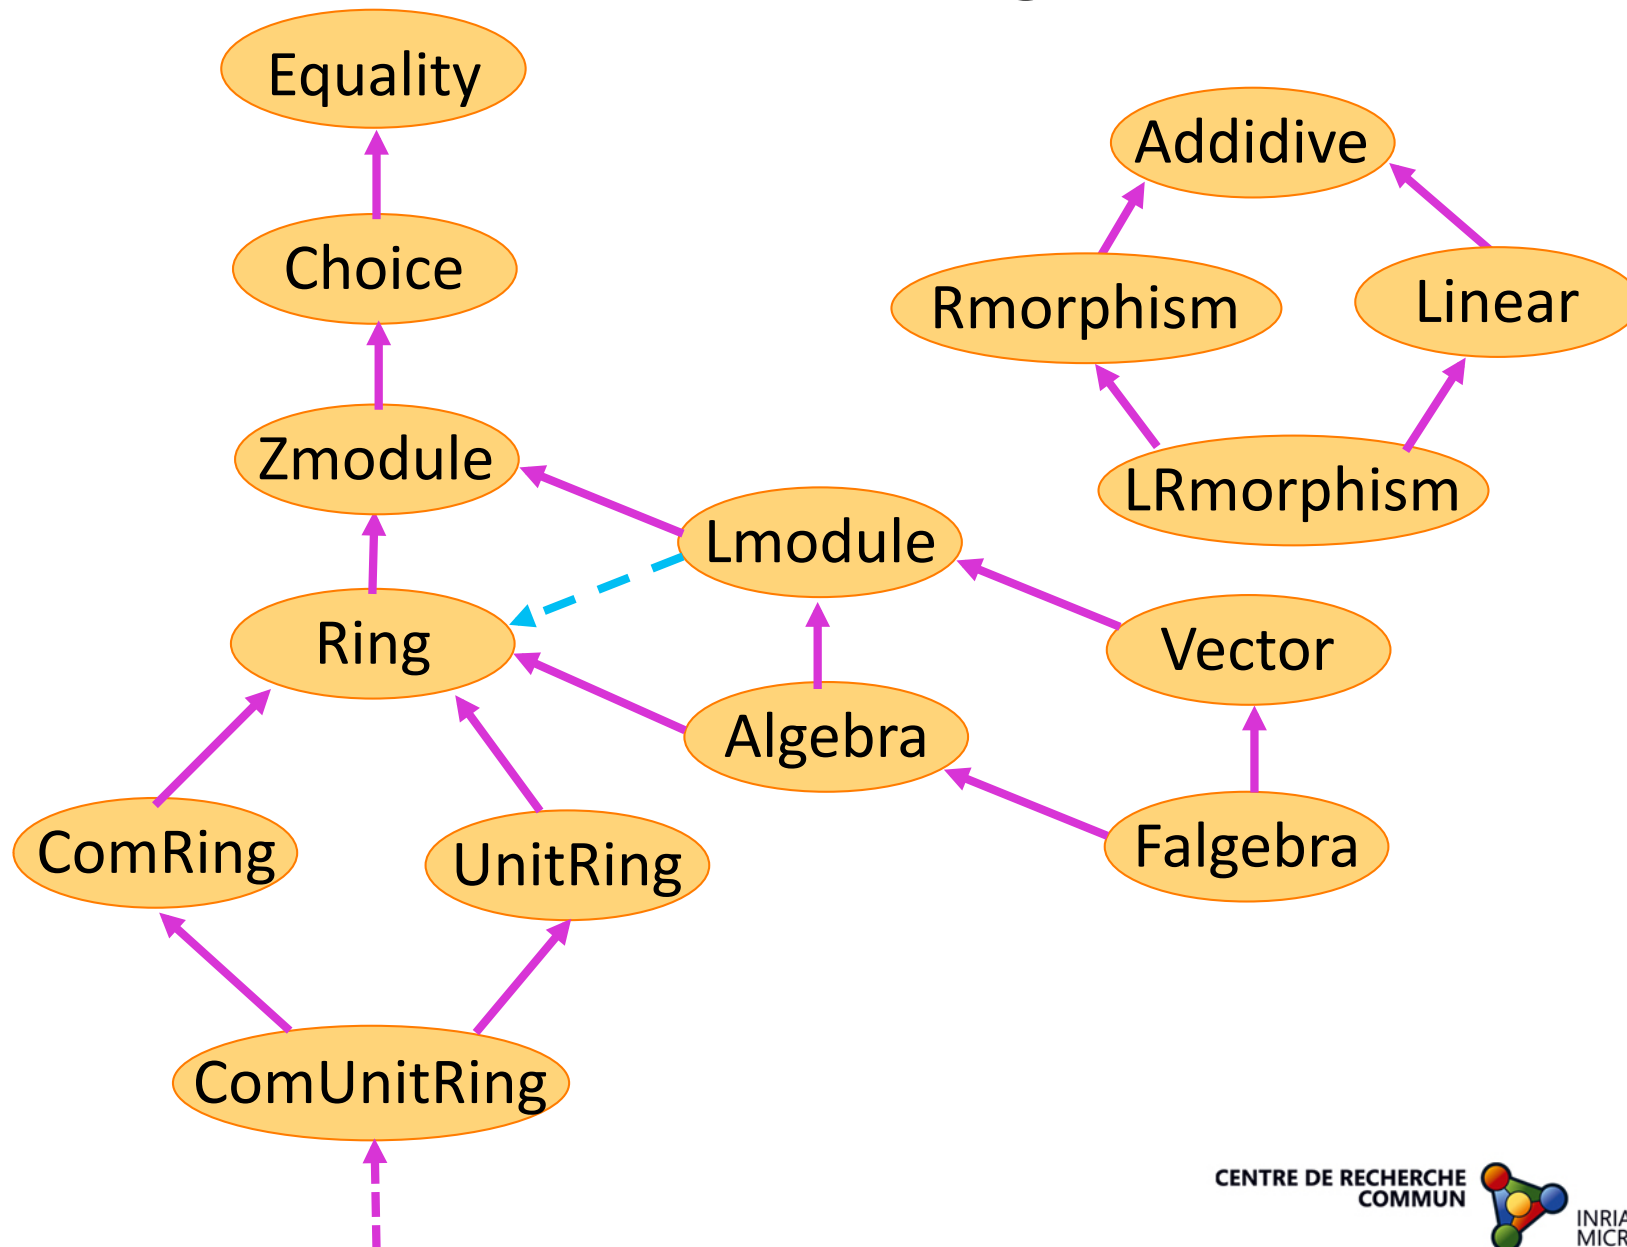 Equality
Addidive
Choice
Rmorphism
Linear
Zmodule
LRmorphism
Lmodule
Ring
Vector
Algebra
ComRing
UnitRing
Falgebra
ComUnitRing
CENTRE DE RECHERCHE
COMMUN
INRIA
MICR